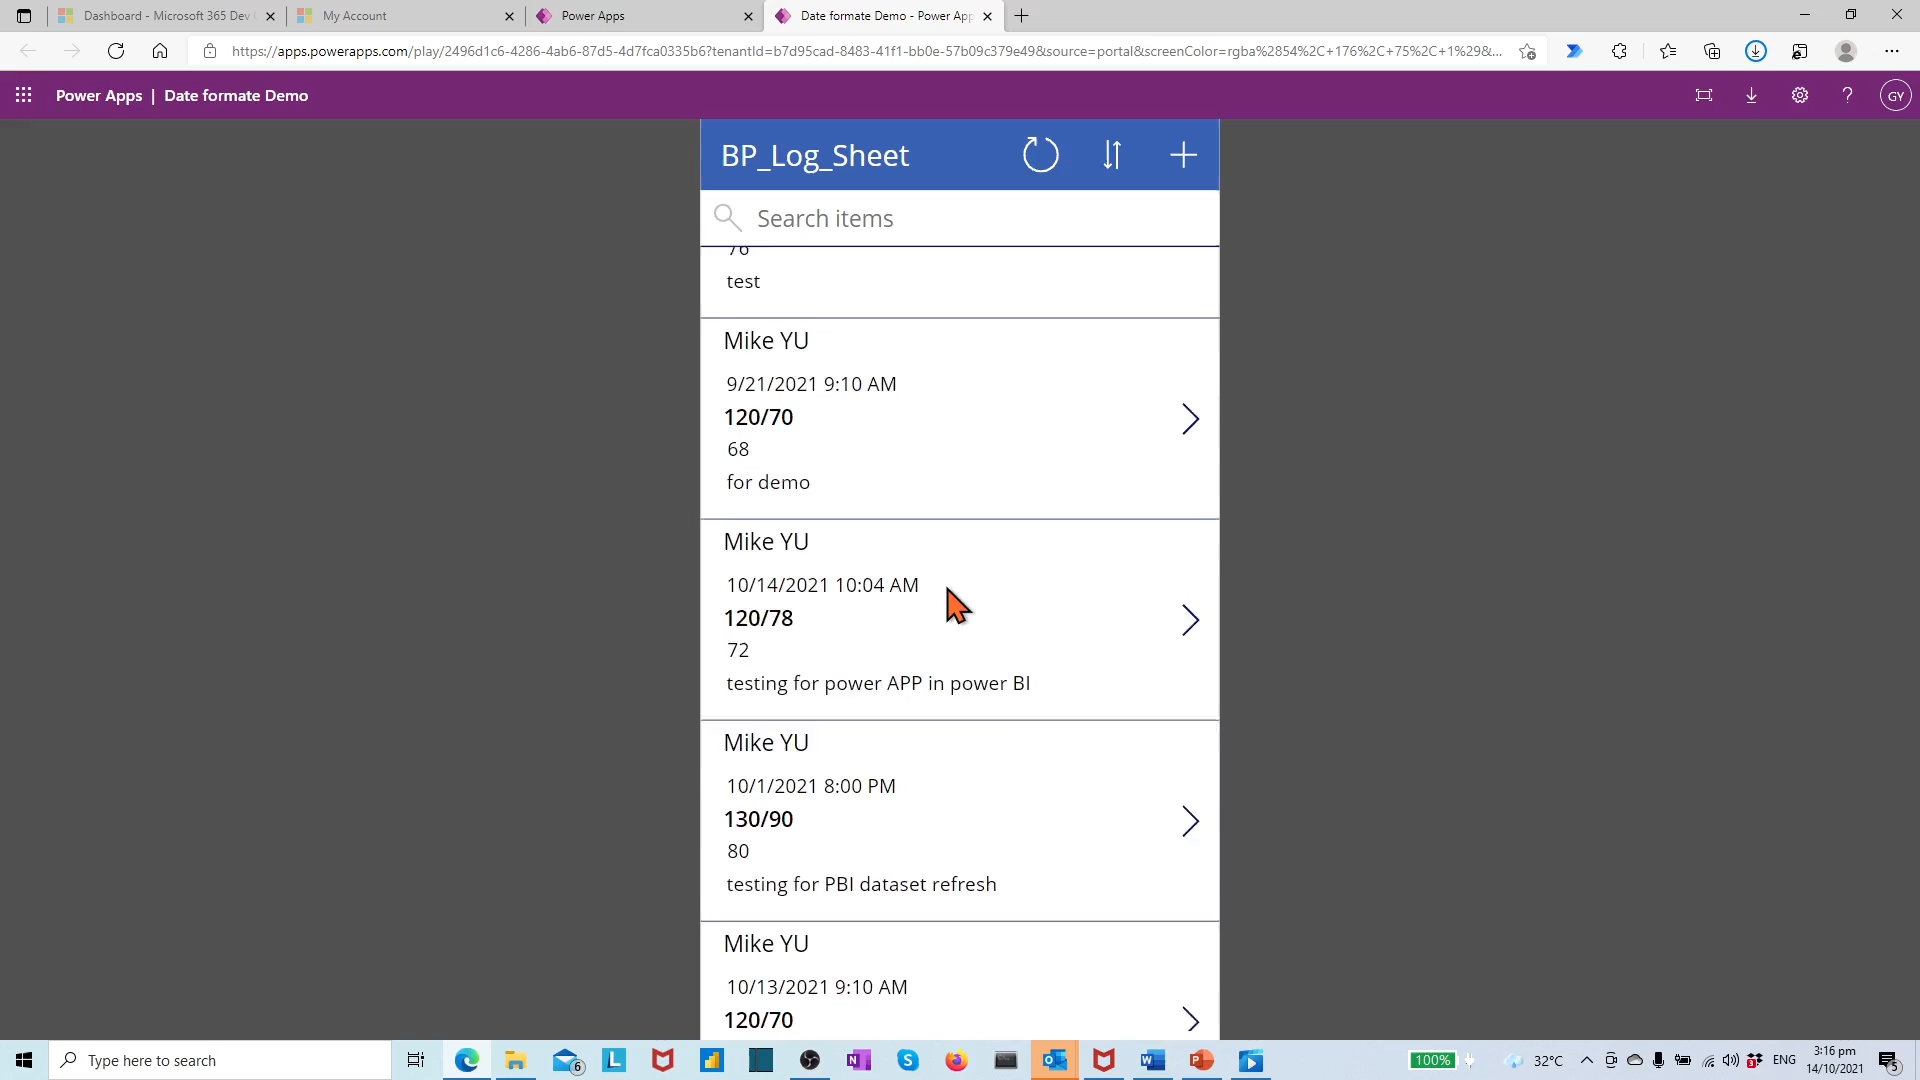 Dashboard - Microsoft 365 Dev
My Account
Power Apps
Date formate Demo - Power App
https://apps.powerapps.com/play/2496d1c6-4286-4ab6-87d5-4d7fca0335b6?tenantId=b7d95cad-8483-41f1-bb0e-57b09c379e49&source=portal&screenColor=rgba%2854%2C+176%2C+75%2C+1%29&...
Power Apps | Date formate Demo
GY
BP_Log_Sheet
Search items
test
Mike YU
9/21/2021 9:10 AM
120/70
68
for demo
Mike YU
10/14/2021 10:04 AM
120/78
72
testing for power APP in power BI
Mike YU
10/1/2021 8:00 PM
130/90
80
testing for PBI dataset refresh
Mike YU
10/13/2021 9:10 AM
120/70
Type here to search
6
100%
32°C
3
ENG
3:16 pm
14/10/2021
5